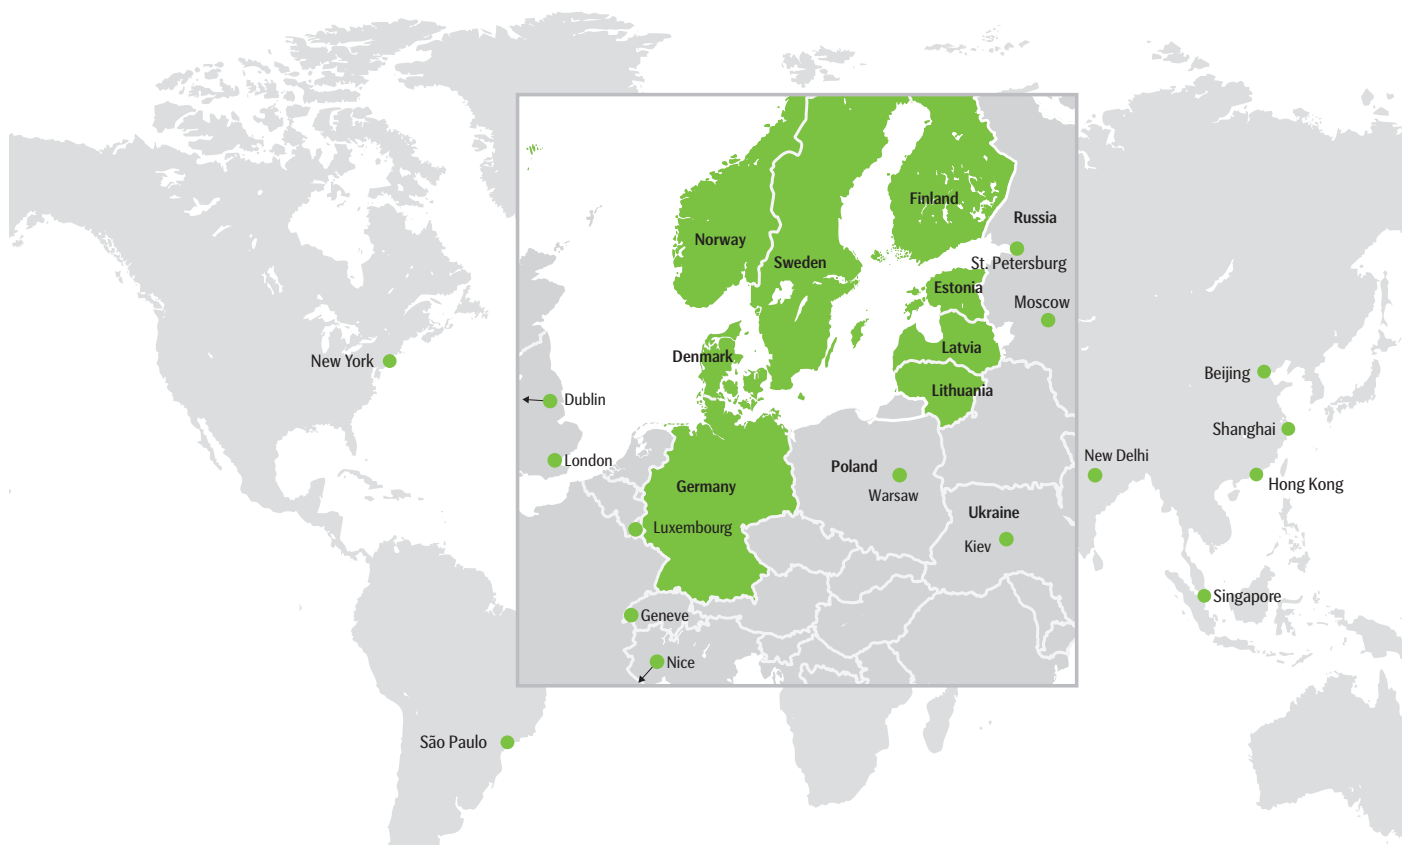 Finland
Russia
Norway
Sweden
St. Petersburg
Estonia
Moscow
Latvia
Denmark
New York
Beijing
Lithuania
Dublin
Shanghai
New Delhi
London
Poland
Hong Kong
Germany
Warsaw
Ukraine
Luxembourg
Kiev
Singapore
Geneve
Nice
São Paulo